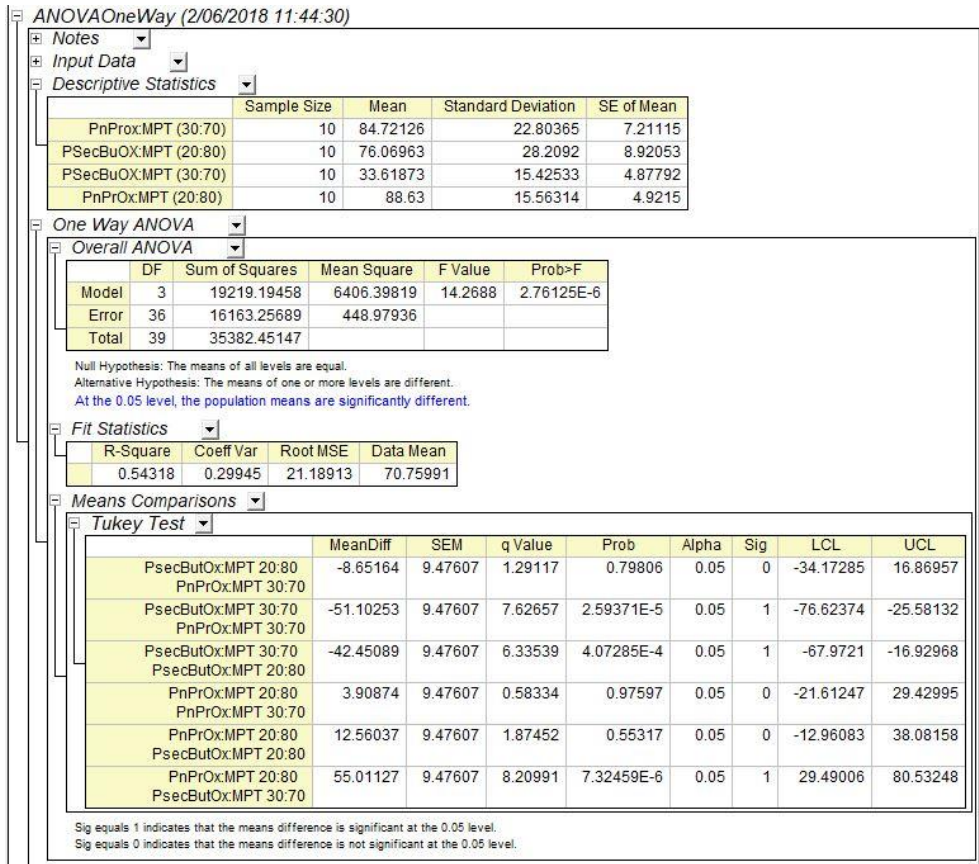 ANOVAOneWay (2/06/2018 11:44:30)
Notes
Input Data
Descriptive Statistics
Sample Size Mean Standard Deviation SE of Mean
PnProx:MPT (30:70) 10 84.72126 22.80365 7.21115
PSecBuOX:MPT (20:80) 10 76.06963 28.2092 8.92053
PSecBuOX:MPT (30:70) 10 33.61873 15.42533 4.87792
PnPrOx:MPT (20:80) 10 88.63 15.56314 4.9215
One Way ANOVA
Overall ANOVA
DF Sum of Squares Mean Square F Value Prob>F
Model 3 19219.19458 6406.39819 14.2688 2.76125E-6
Error 36 16163.25689 448.97936
Total 39 35382.45147
Null Hypothesis: The means of all levels are equal.
Alternative Hypothesis: The means of one or more levels are different.
At the 0.05 level, the population means are significantly different.
Fit Statistics
R-Square Coeff Var Root MSE Data Mean
0.54318 0.29945 21.18913 70.75991
Means Comparisons
Tukey Test
MeanDiff SEM q Value Prob Alpha Sig LCL UCL
PsecButOx:MPT 20:80 -8.65164 9.47607 1.29117 0.79806 0.05 0 -34.17285 16.86957
PnPrOx:MPT 30:70
PsecButOx:MPT 30:70 -51.10253 9.47607 7.62657 2.59371E-5 0.05 1 -76.62374 -25.58132
PnPrOx:MPT 30:70
PsecButOx:MPT 30:70 -42.45089 9.47607 6.33539 4.07285E-4 0.05 1 -67.9721 -16.92968
PsecButOx:MPT 20:80
PnPrOx:MPT 20:80 3.90874 9.47607 0.58334 0.97597 0.05 0 -21.61247 29.42995
PnPrOx:MPT 30:70
PnPrOx:MPT 20:80 12.56037 9.47607 1.87452 0.55317 0.05 0 -12.96083 38.08158
PsecButOx:MPT 20:80
PnPrOx:MPT 20:80 55.01127 9.47607 8.20991 7.32459E-6 0.05 1 29.49006 80.53248
PsecButOx:MPT 30:70
Sig equals 1 indicates that the means difference is significant at the 0.05 level.
Sig equals 0 indicates that the means difference is not significant at the 0.05 level.